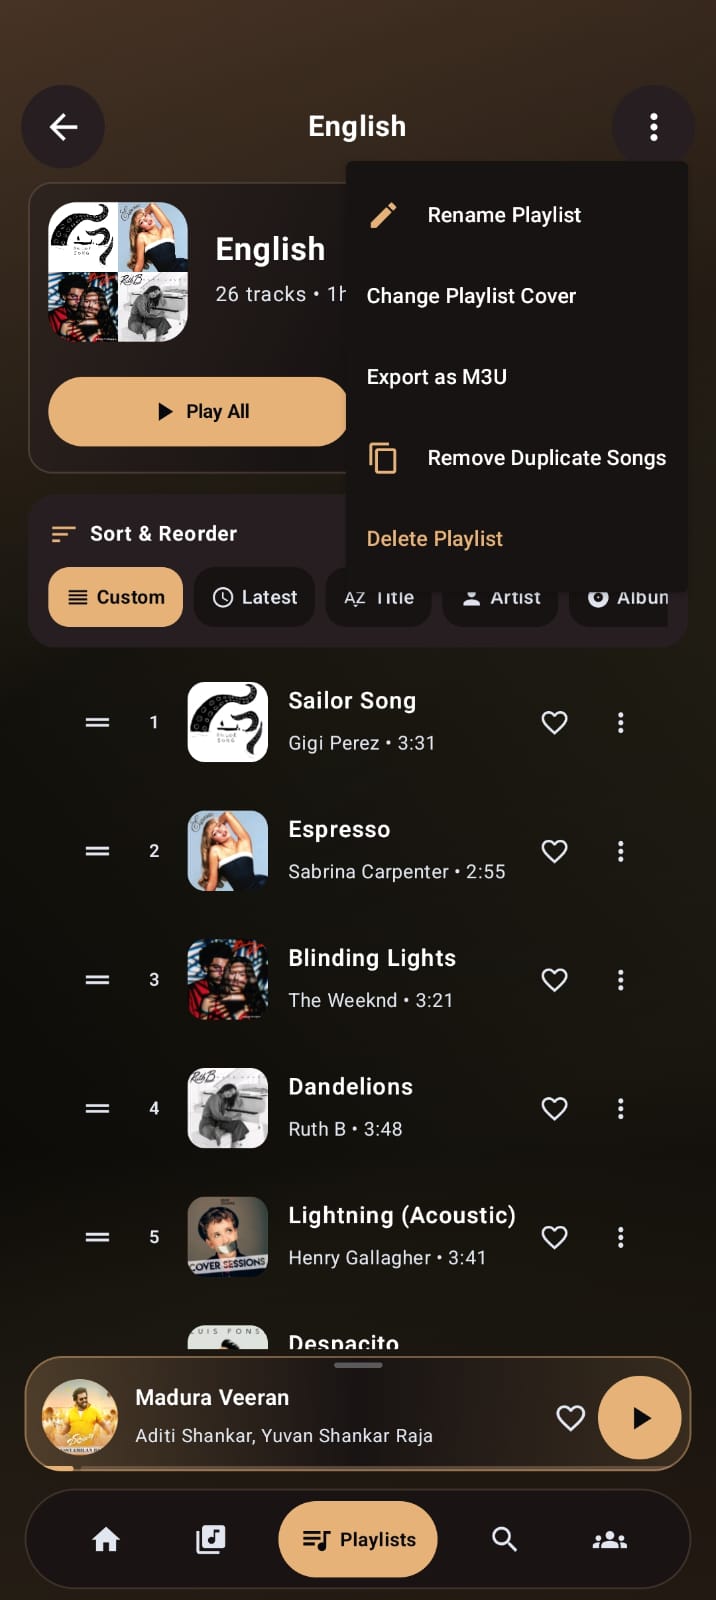 English
Rename Playlist
Change Playlist Cover
Export as M3U
Remove Duplicate Songs
Delete Playlist
English
26 tracks • 1h
Play All
Sort & Reorder
Custom
Latest
Title
Artist
Album
1
Sailor Song
Gigi Perez • 3:31
2
Espresso
Sabrina Carpenter • 2:55
3
Blinding Lights
The Weeknd • 3:21
4
Dandelions
Ruth B • 3:48
5
Lightning (Acoustic)
Henry Gallagher • 3:41
COVER SESSIONS
Despacito
Madura Veeran
Aditi Shankar, Yuvan Shankar Raja
Playlists